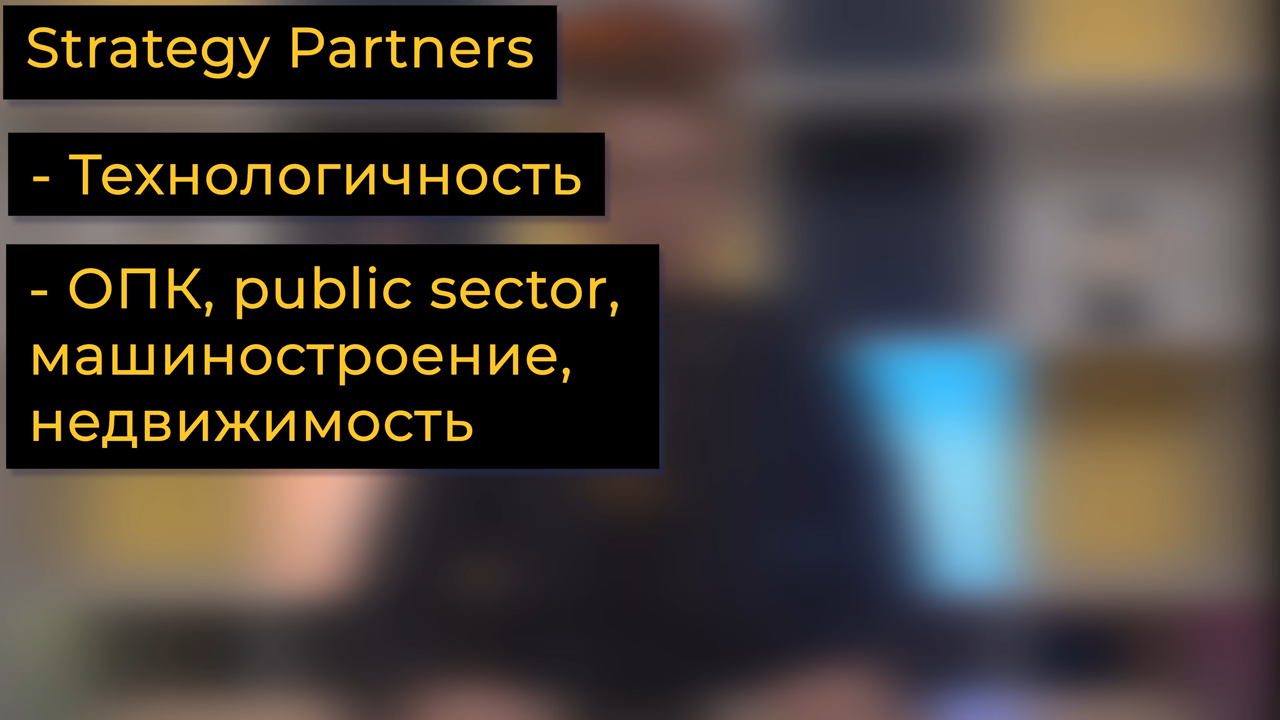 Strategy Partners
- Технологичность
- ОПК, public sector,
машиностроение,
недвижимость